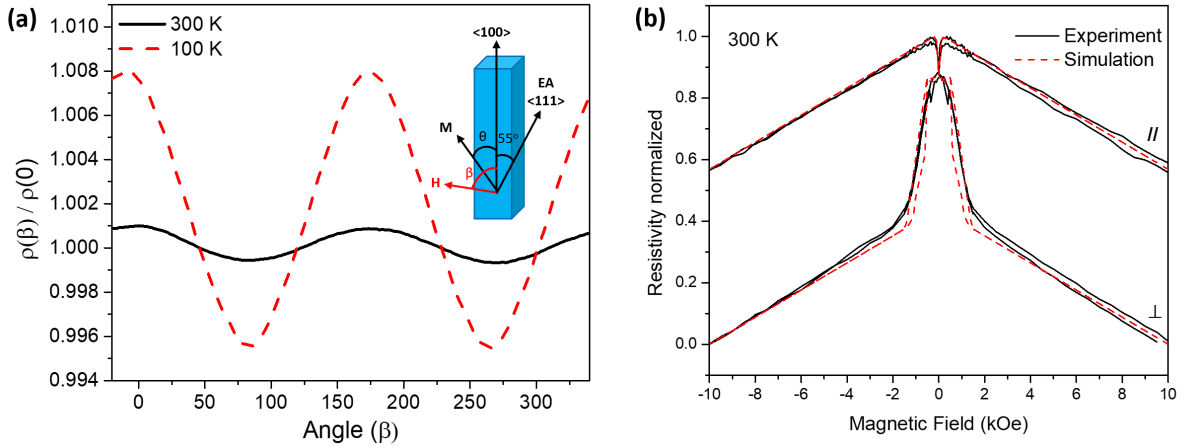 (a)
300 K
100 K
1.010
1.008
1.006
1.004
1.002
1.000
0.998
0.996
0.994
ρ(β) / ρ(0)
0
50
100
150
200
250
300
Angle (β)
<100>
EA
<111>
M
θ
55º
β
H
(b)
300 K
Experiment
Simulation
1.0
0.8
0.6
0.4
0.2
0.0
Resistivity normalized
//
⊥
-10
-8
-6
-4
-2
0
2
4
6
8
10
Magnetic Field (kOe)